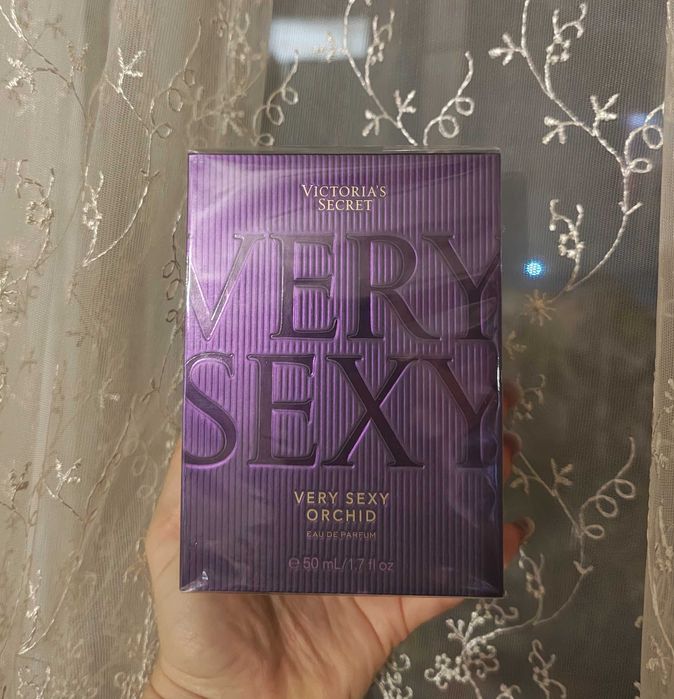 VICTORIA'S
SECRET
VERY
SEXY
VERY SEXY
ORCHID
EAU DE PARFUM
℮ 50 mL/1.7 fl oz